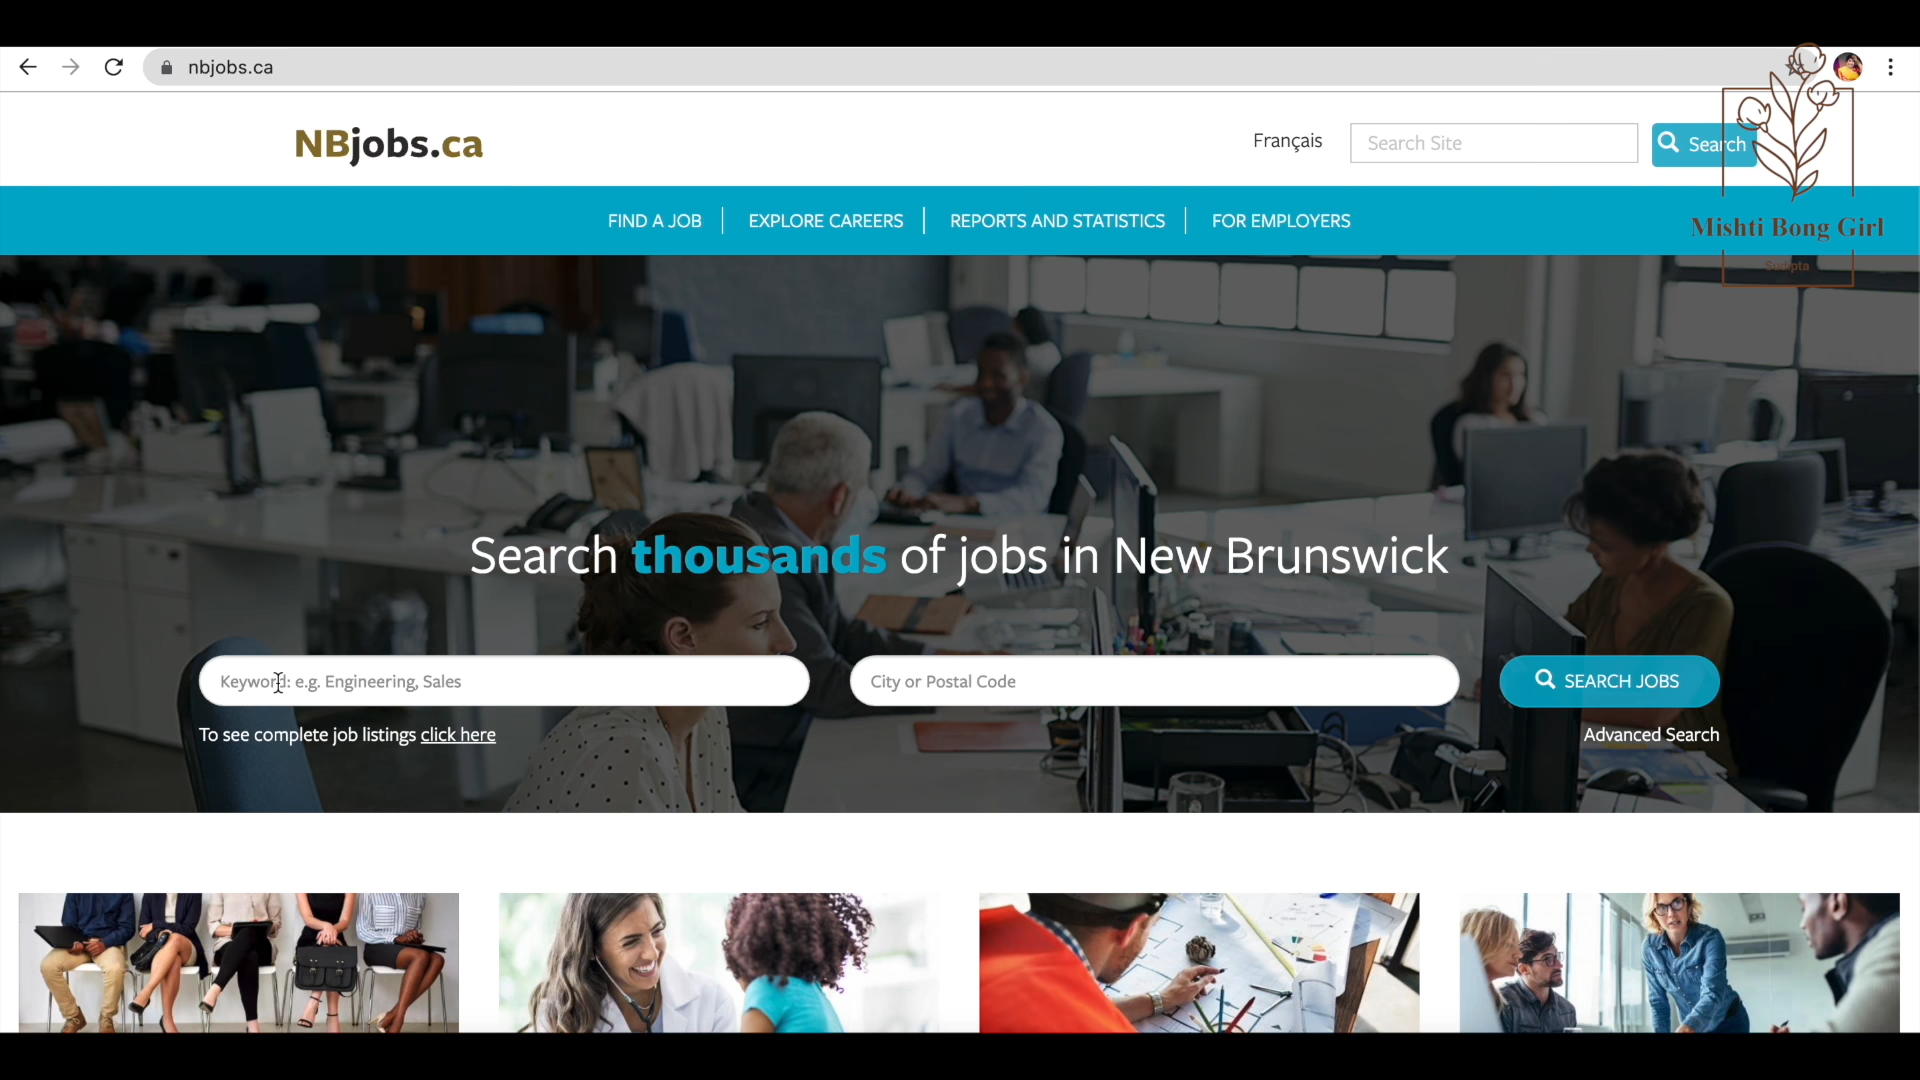 nbjobs.ca
NBjobs.ca
Français
Search Site
Search
FIND A JOB
EXPLORE CAREERS
REPORTS AND STATISTICS
FOR EMPLOYERS
Mishti Bong Girl
Sudipta
Search thousands of jobs in New Brunswick
Keyword: e.g. Engineering, Sales
City or Postal Code
SEARCH JOBS
To see complete job listings click here
Advanced Search